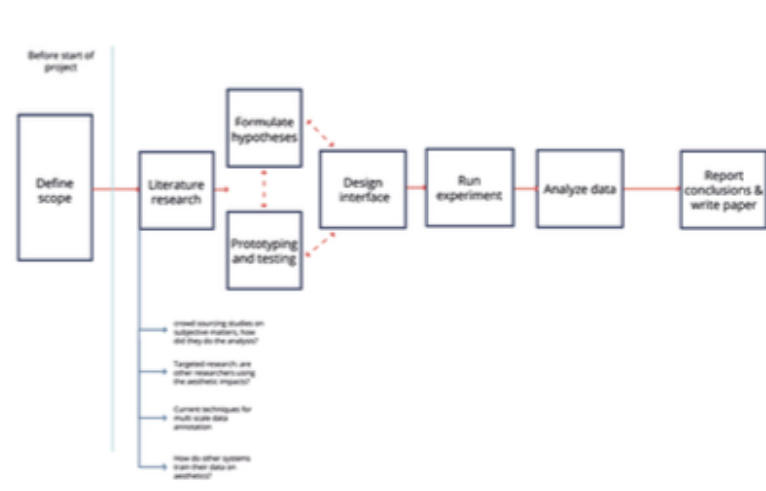 Before start of
project
Define
scope
Literature
research
Formulate
hypotheses
Prototyping
and testing
Design
interface
Run
experiment
Analyze data
Report
conclusions &
write paper
crowd sourcing studies on
subjective matters, how
did they do the analysis?
Targeted research: are
other researchers using
the aesthetic impacts?
Current techniques for
multi scale data
annotation
How do other systems
train their data on
aesthetics?